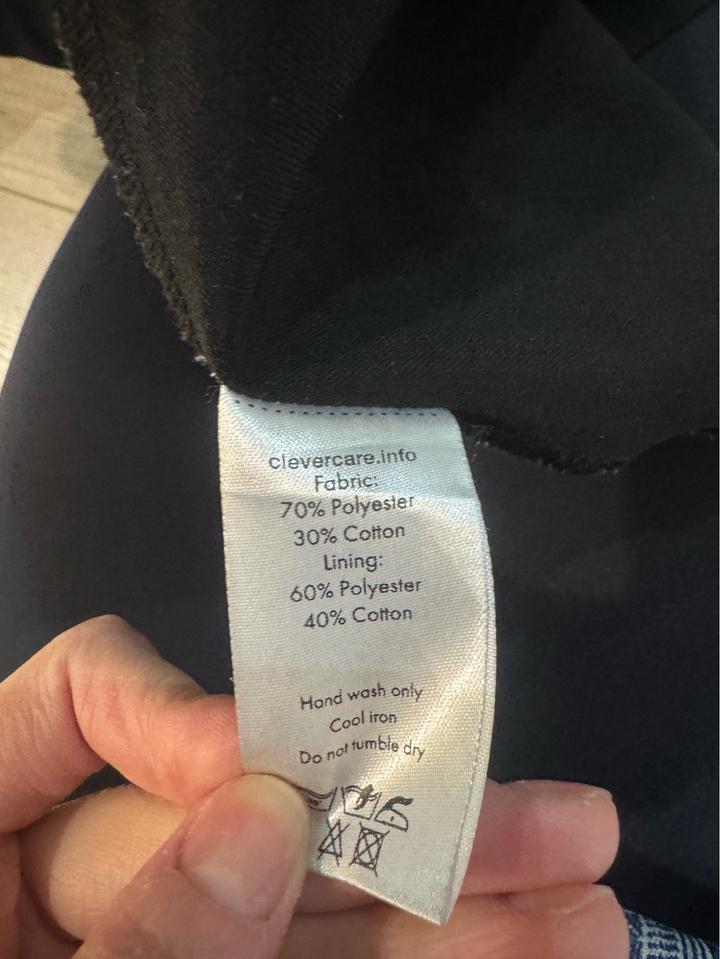 clevercare.info
Fabric:
70% Polyester
30% Cotton
Lining:
60% Polyester
40% Cotton
Hand wash only
Cool iron
Do not tumble dry